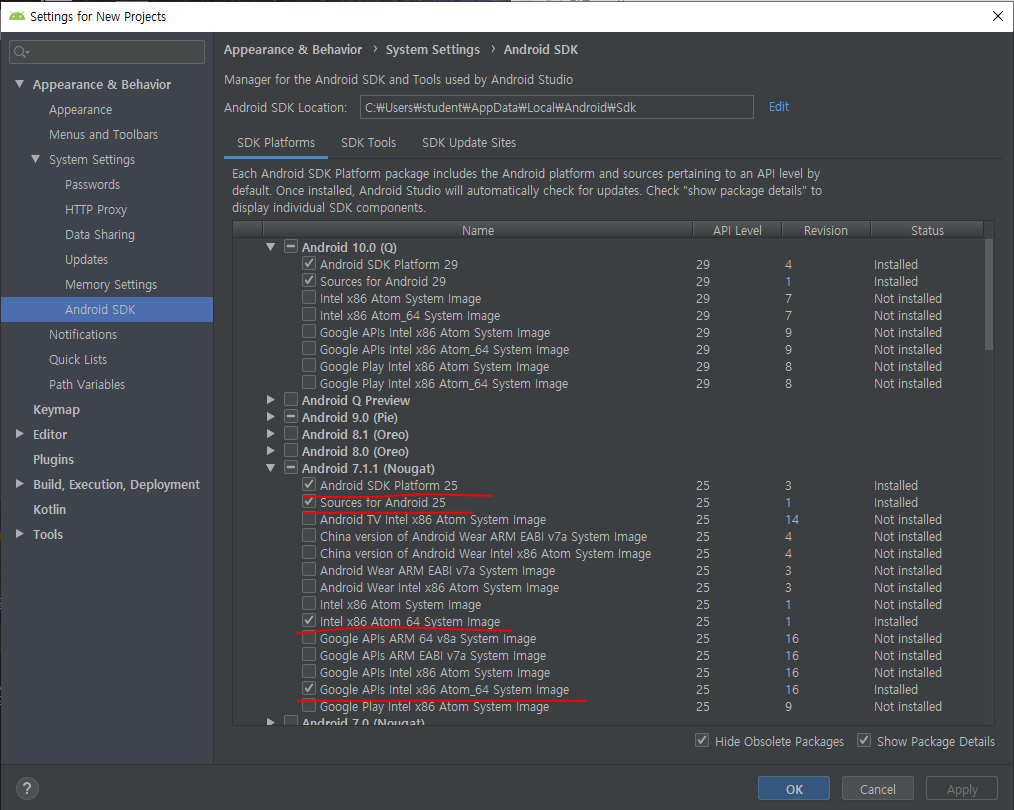 Settings for New Projects
Appearance & Behavior
Appearance
Menus and Toolbars
System Settings
Passwords
HTTP Proxy
Data Sharing
Updates
Memory Settings
Android SDK
Notifications
Quick Lists
Path Variables
Keymap
Editor
Plugins
Build, Execution, Deployment
Kotlin
Tools
Appearance & Behavior › System Settings › Android SDK
Manager for the Android SDK and Tools used by Android Studio
Android SDK Location: C:₩Users₩student₩AppData₩Local₩Android₩Sdk Edit
SDK Platforms SDK Tools SDK Update Sites
Each Android SDK Platform package includes the Android platform and sources pertaining to an API level by
default. Once installed, Android Studio will automatically check for updates. Check "show package details" to
display individual SDK components.
Name API Level Revision Status
Android 10.0 (Q)
Android SDK Platform 29 29 4 Installed
Sources for Android 29 29 1 Installed
Intel x86 Atom System Image 29 7 Not installed
Intel x86 Atom_64 System Image 29 7 Not installed
Google APIs Intel x86 Atom System Image 29 9 Not installed
Google APIs Intel x86 Atom_64 System Image 29 9 Not installed
Google Play Intel x86 Atom System Image 29 8 Not installed
Google Play Intel x86 Atom_64 System Image 29 8 Not installed
Android Q Preview
Android 9.0 (Pie)
Android 8.1 (Oreo)
Android 8.0 (Oreo)
Android 7.1.1 (Nougat)
Android SDK Platform 25 25 3 Installed
Sources for Android 25 25 1 Installed
Android TV Intel x86 Atom System Image 25 14 Not installed
China version of Android Wear ARM EABI v7a System Image 25 4 Not installed
China version of Android Wear Intel x86 Atom System Image 25 4 Not installed
Android Wear ARM EABI v7a System Image 25 3 Not installed
Android Wear Intel x86 Atom System Image 25 3 Not installed
Intel x86 Atom System Image 25 1 Not installed
Intel x86 Atom_64 System Image 25 1 Installed
Google APIs ARM 64 v8a System Image 25 16 Not installed
Google APIs ARM EABI v7a System Image 25 16 Not installed
Google APIs Intel x86 Atom System Image 25 16 Not installed
Google APIs Intel x86 Atom_64 System Image 25 16 Installed
Google Play Intel x86 Atom System Image 25 9 Not installed
Android 7.0 (Nougat)
Hide Obsolete Packages Show Package Details
? OK Cancel Apply